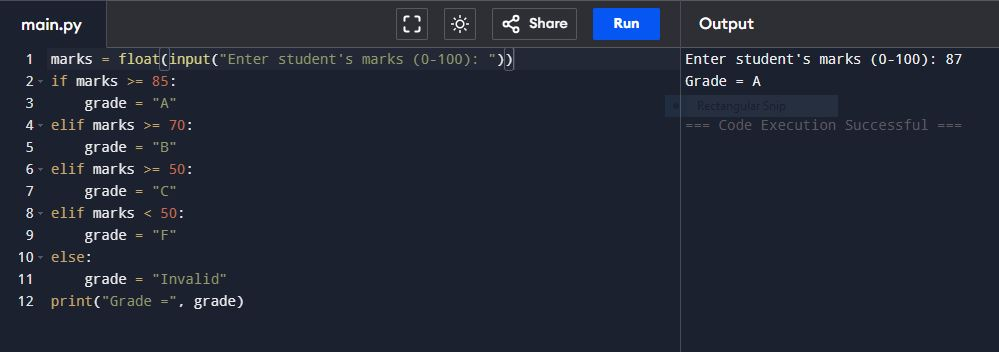 main.py
Share
Run
Output
1 marks = float(input("Enter student's marks (0-100): "))
2 if marks >= 85:
3     grade = "A"
4 elif marks >= 70:
5     grade = "B"
6 elif marks >= 50:
7     grade = "C"
8 elif marks < 50:
9     grade = "F"
10 else:
11     grade = "Invalid"
12 print("Grade =", grade)
Enter student's marks (0-100): 87
Grade = A
Rectangular Snip
=== Code Execution Successful ===